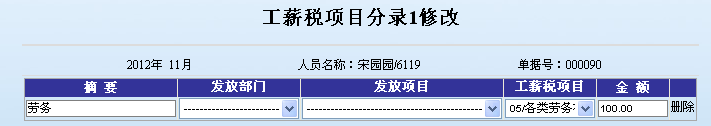 工薪税项目分录1修改
2012年 11月 人员名称：宋园园/6119 单据号：000090
摘 要 发放部门 发放项目 工薪税项目 金 额
劳务 ------------------------ --------------------------------------------- 05/各类劳务 100.00 删除